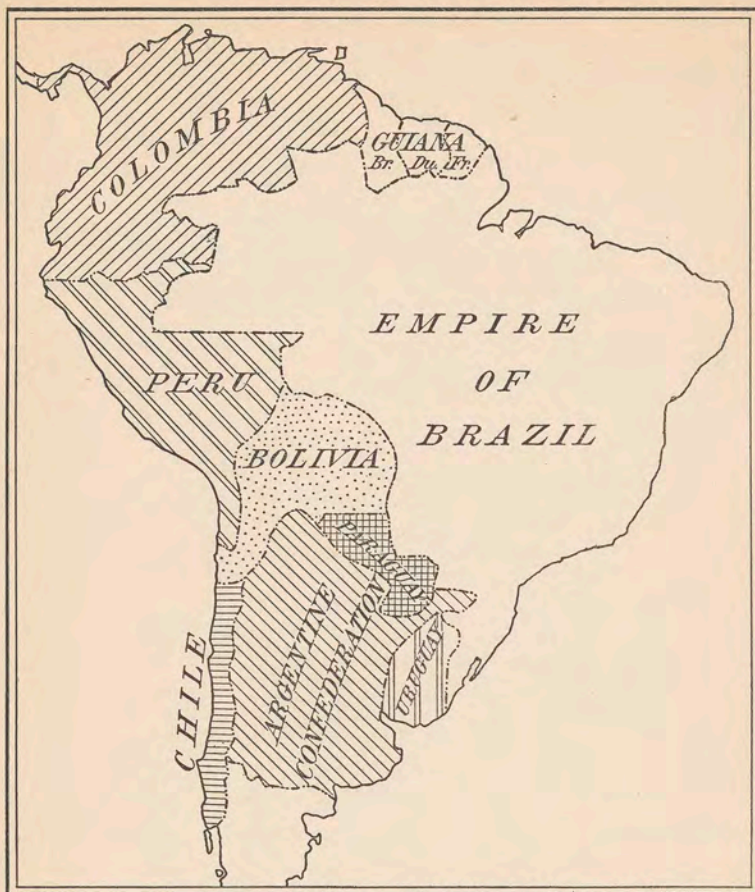 COLOMBIA
GUIANA
Br. Du. Fr.
EMPIRE
OF
BRAZIL
PERU
BOLIVIA
PARAGUAY
CHILE
ARGENTINE
CONFEDERATION
URUGUAY